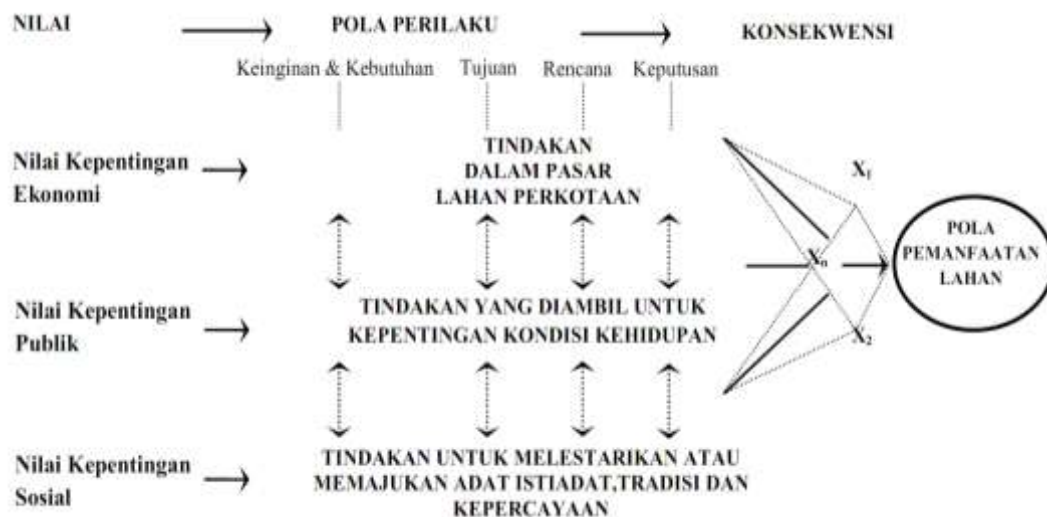 NILAI
POLA PERILAKU
KONSEKWENSI
Keinginan & Kebutuhan
Tujuan
Rencana
Keputusan
Nilai Kepentingan
Ekonomi
TINDAKAN
DALAM PASAR
LAHAN PERKOTAAN
X₁
POLA
PEMANFAATAN
LAHAN
Xₙ
Nilai Kepentingan
Publik
TINDAKAN YANG DIAMBIL UNTUK
KEPENTINGAN KONDISI KEHIDUPAN
X₂
Nilai Kepentingan
Sosial
TINDAKAN UNTUK MELESTARIKAN ATAU
MEMAJUKAN ADAT ISTIADAT,TRADISI DAN
KEPERCAYAAN